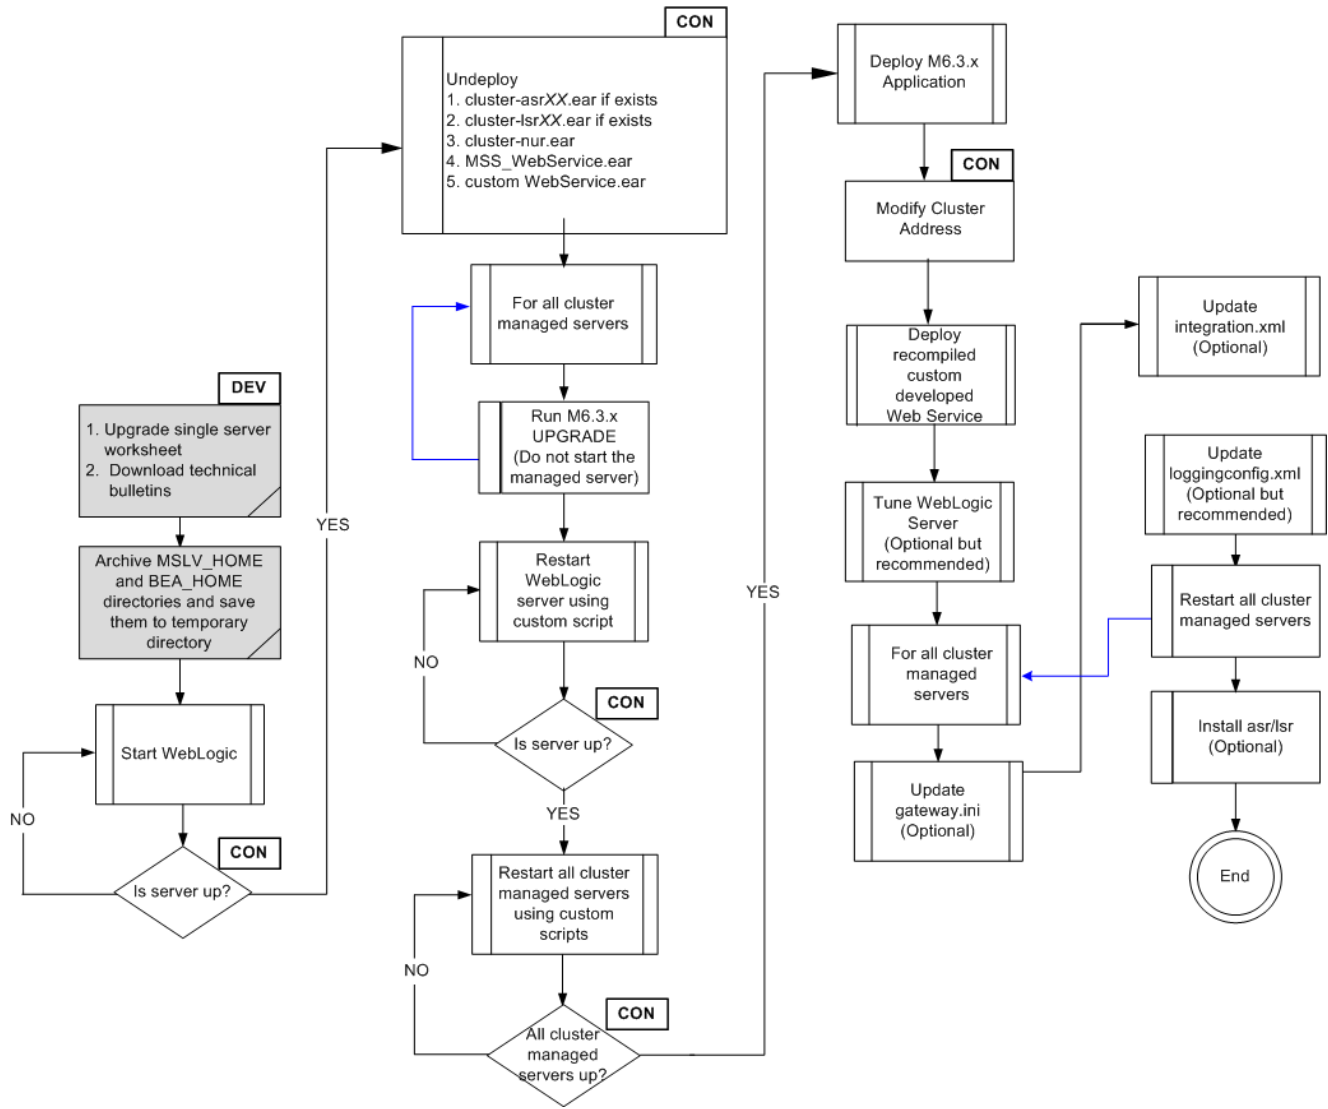 DEV
1. Upgrade single server
worksheet
2. Download technical
bulletins
Archive MSLV_HOME
and BEA_HOME
directories and save
them to temporary
directory
Start WebLogic
NO
CON
Is server up?
YES
CON
Undeploy
1. cluster-asrXX.ear if exists
2. cluster-lsrXX.ear if exists
3. cluster-nur.ear
4. MSS_WebService.ear
5. custom WebService.ear
For all cluster
managed servers
Run M6.3.x
UPGRADE
(Do not start the
managed server)
Restart
WebLogic
server using
custom script
NO
CON
Is server up?
YES
Restart all cluster
managed servers
using custom
scripts
NO
CON
All cluster
managed
servers up?
YES
Deploy M6.3.x
Application
CON
Modify Cluster
Address
Deploy
recompiled
custom
developed
Web Service
Tune WebLogic
Server
(Optional but
recommended)
For all cluster
managed
servers
Update
gateway.ini
(Optional)
Update
integration.xml
(Optional)
Update
loggingconfig.xml
(Optional but
recommended)
Restart all cluster
managed servers
Install asr/lsr
(Optional)
End